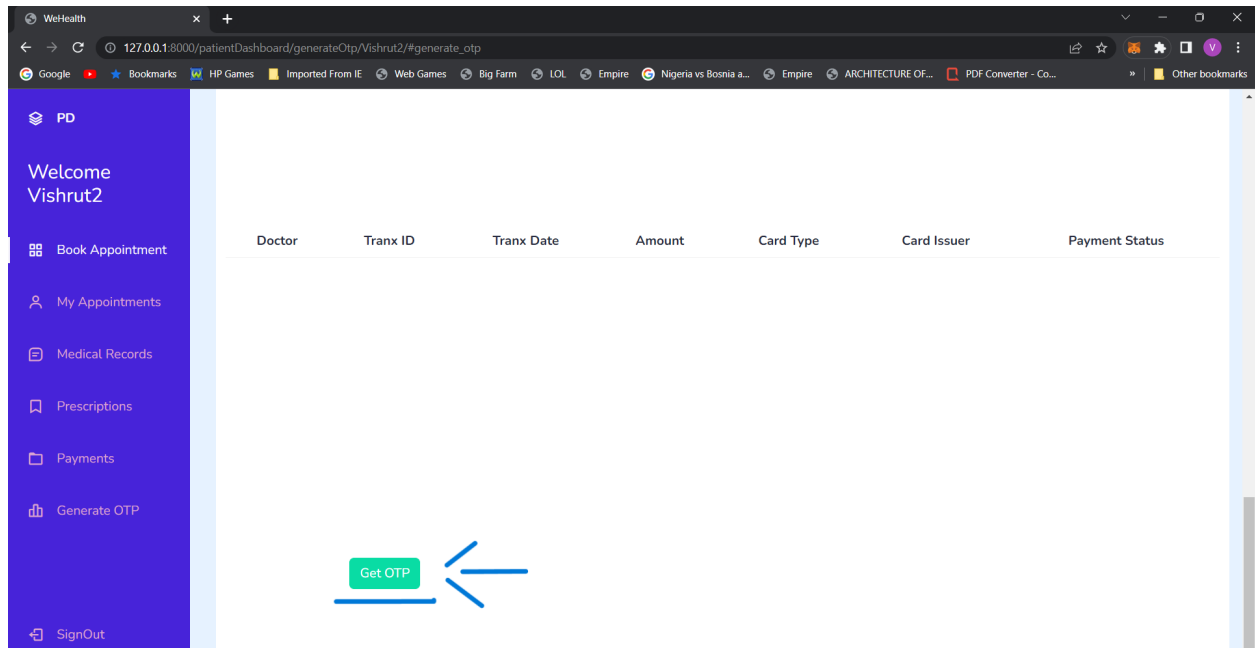 WeHealth
127.0.0.1:8000/patientDashboard/generateOtp/Vishrut2/#generate_otp
V
Google Bookmarks HP Games Imported From IE Web Games Big Farm LOL Empire Nigeria vs Bosnia a... Empire ARCHITECTURE OF... PDF Converter - Co... » Other bookmarks
PD
Welcome
Vishrut2
Book Appointment
My Appointments
Medical Records
Prescriptions
Payments
Generate OTP
SignOut
Doctor Tranx ID Tranx Date Amount Card Type Card Issuer Payment Status
Get OTP